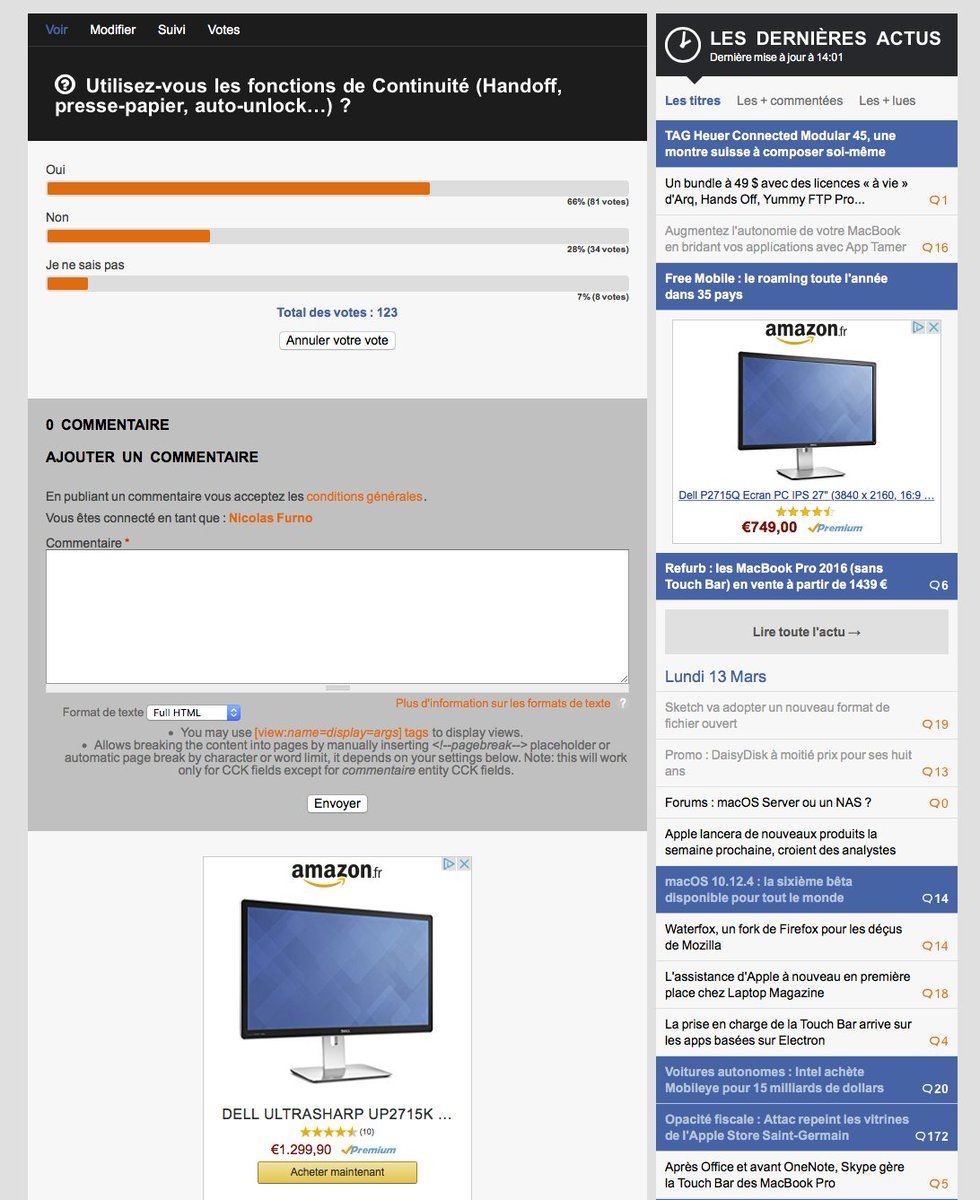 Voir Modifier Suivi Votes
Utilisez-vous les fonctions de Continuité (Handoff,
presse-papier, auto-unlock…) ?
Oui
66% (81 votes)
Non
28% (34 votes)
Je ne sais pas
7% (8 votes)
Total des votes : 123
Annuler votre vote
0 COMMENTAIRE
AJOUTER UN COMMENTAIRE
En publiant un commentaire vous acceptez les conditions générales.
Vous êtes connecté en tant que : Nicolas Furno
Commentaire *
Plus d'information sur les formats de texte ?
Format de texte Full HTML
• You may use [view:name=display=args] tags to display views.
• Allows breaking the content into pages by manually inserting <!--pagebreak--> placeholder or
automatic page break by character or word limit, it depends on your settings below. Note: this will work
only for CCK fields except for commentaire entity CCK fields.
Envoyer
amazon.fr
DELL
DELL ULTRASHARP UP2715K ...
(10)
€1.299,90 Premium
Acheter maintenant
LES DERNIÈRES ACTUS
Dernière mise à jour à 14:01
Les titres Les + commentées Les + lues
TAG Heuer Connected Modular 45, une
montre suisse à composer soi-même
Un bundle à 49 $ avec des licences « à vie »
d'Arq, Hands Off, Yummy FTP Pro... 1
Augmentez l'autonomie de votre MacBook
en bridant vos applications avec App Tamer 16
Free Mobile : le roaming toute l'année
dans 35 pays
amazon.fr
DELL
Dell P2715Q Ecran PC IPS 27" (3840 x 2160, 16:9 ...
€749,00 Premium
Refurb : les MacBook Pro 2016 (sans
Touch Bar) en vente à partir de 1439 € 6
Lire toute l'actu →
Lundi 13 Mars
Sketch va adopter un nouveau format de
fichier ouvert 19
Promo : DaisyDisk à moitié prix pour ses huit
ans 13
Forums : macOS Server ou un NAS ? 0
Apple lancera de nouveaux produits la
semaine prochaine, croient des analystes
macOS 10.12.4 : la sixième bêta
disponible pour tout le monde 14
Waterfox, un fork de Firefox pour les déçus
de Mozilla 14
L'assistance d'Apple à nouveau en première
place chez Laptop Magazine 18
La prise en charge de la Touch Bar arrive sur
les apps basées sur Electron 4
Voitures autonomes : Intel achète
Mobileye pour 15 milliards de dollars 20
Opacité fiscale : Attac repeint les vitrines
de l'Apple Store Saint-Germain 172
Après Office et avant OneNote, Skype gère
la Touch Bar des MacBook Pro 5